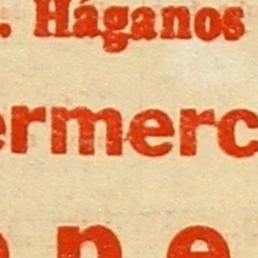 . Háganos
ermerc
p e